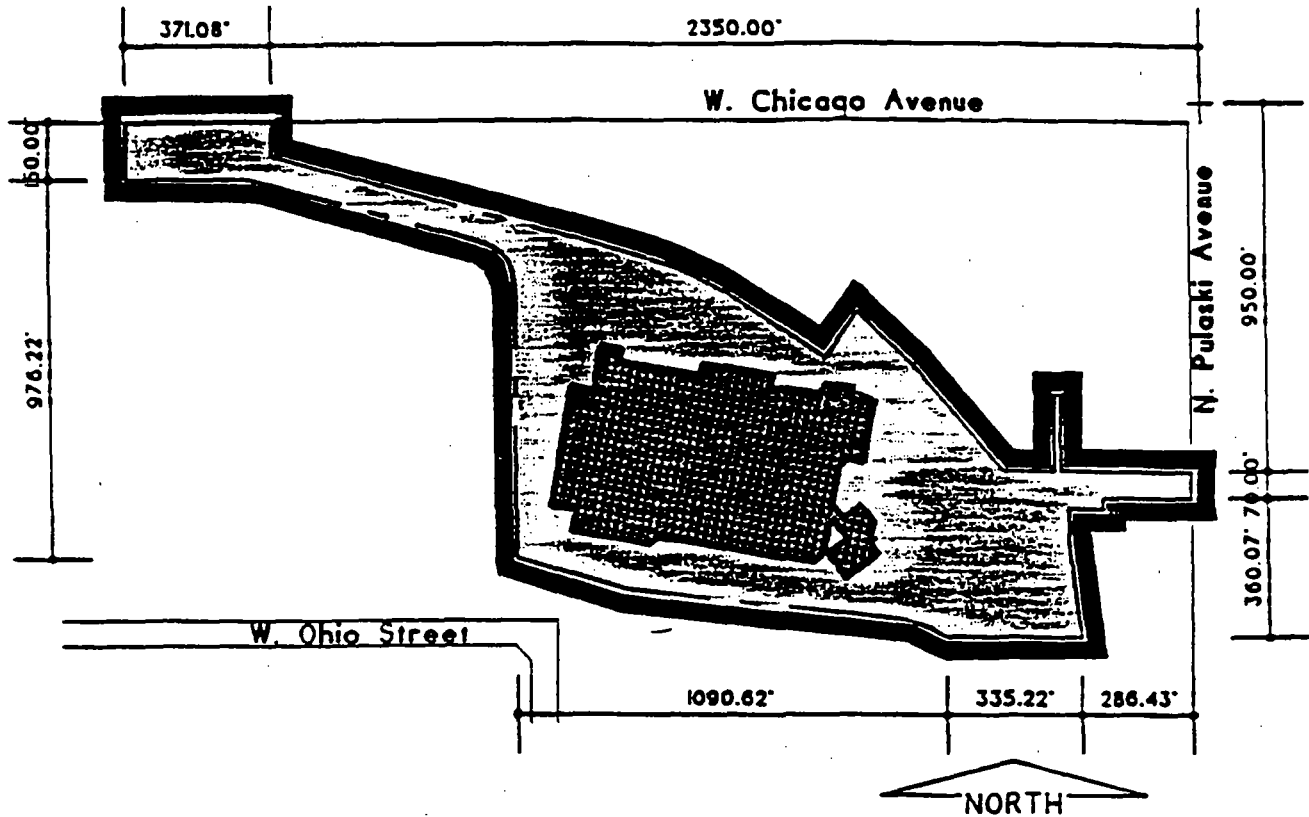 371.08'
2350.00'
W. Chicago Avenue
150.00'
N. Pulaski Avenue
950.00'
976.22'
70.00'
360.07'
W. Ohio Street
1090.62'
335.22'
286.43'
NORTH